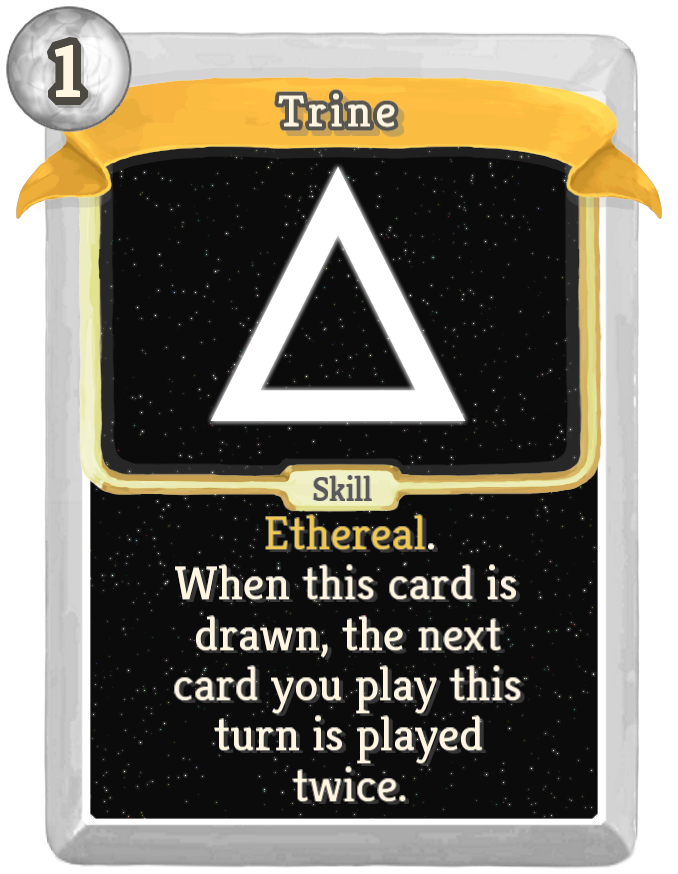 1
Trine
Skill
Ethereal.
When this card is
drawn, the next
card you play this
turn is played
twice.